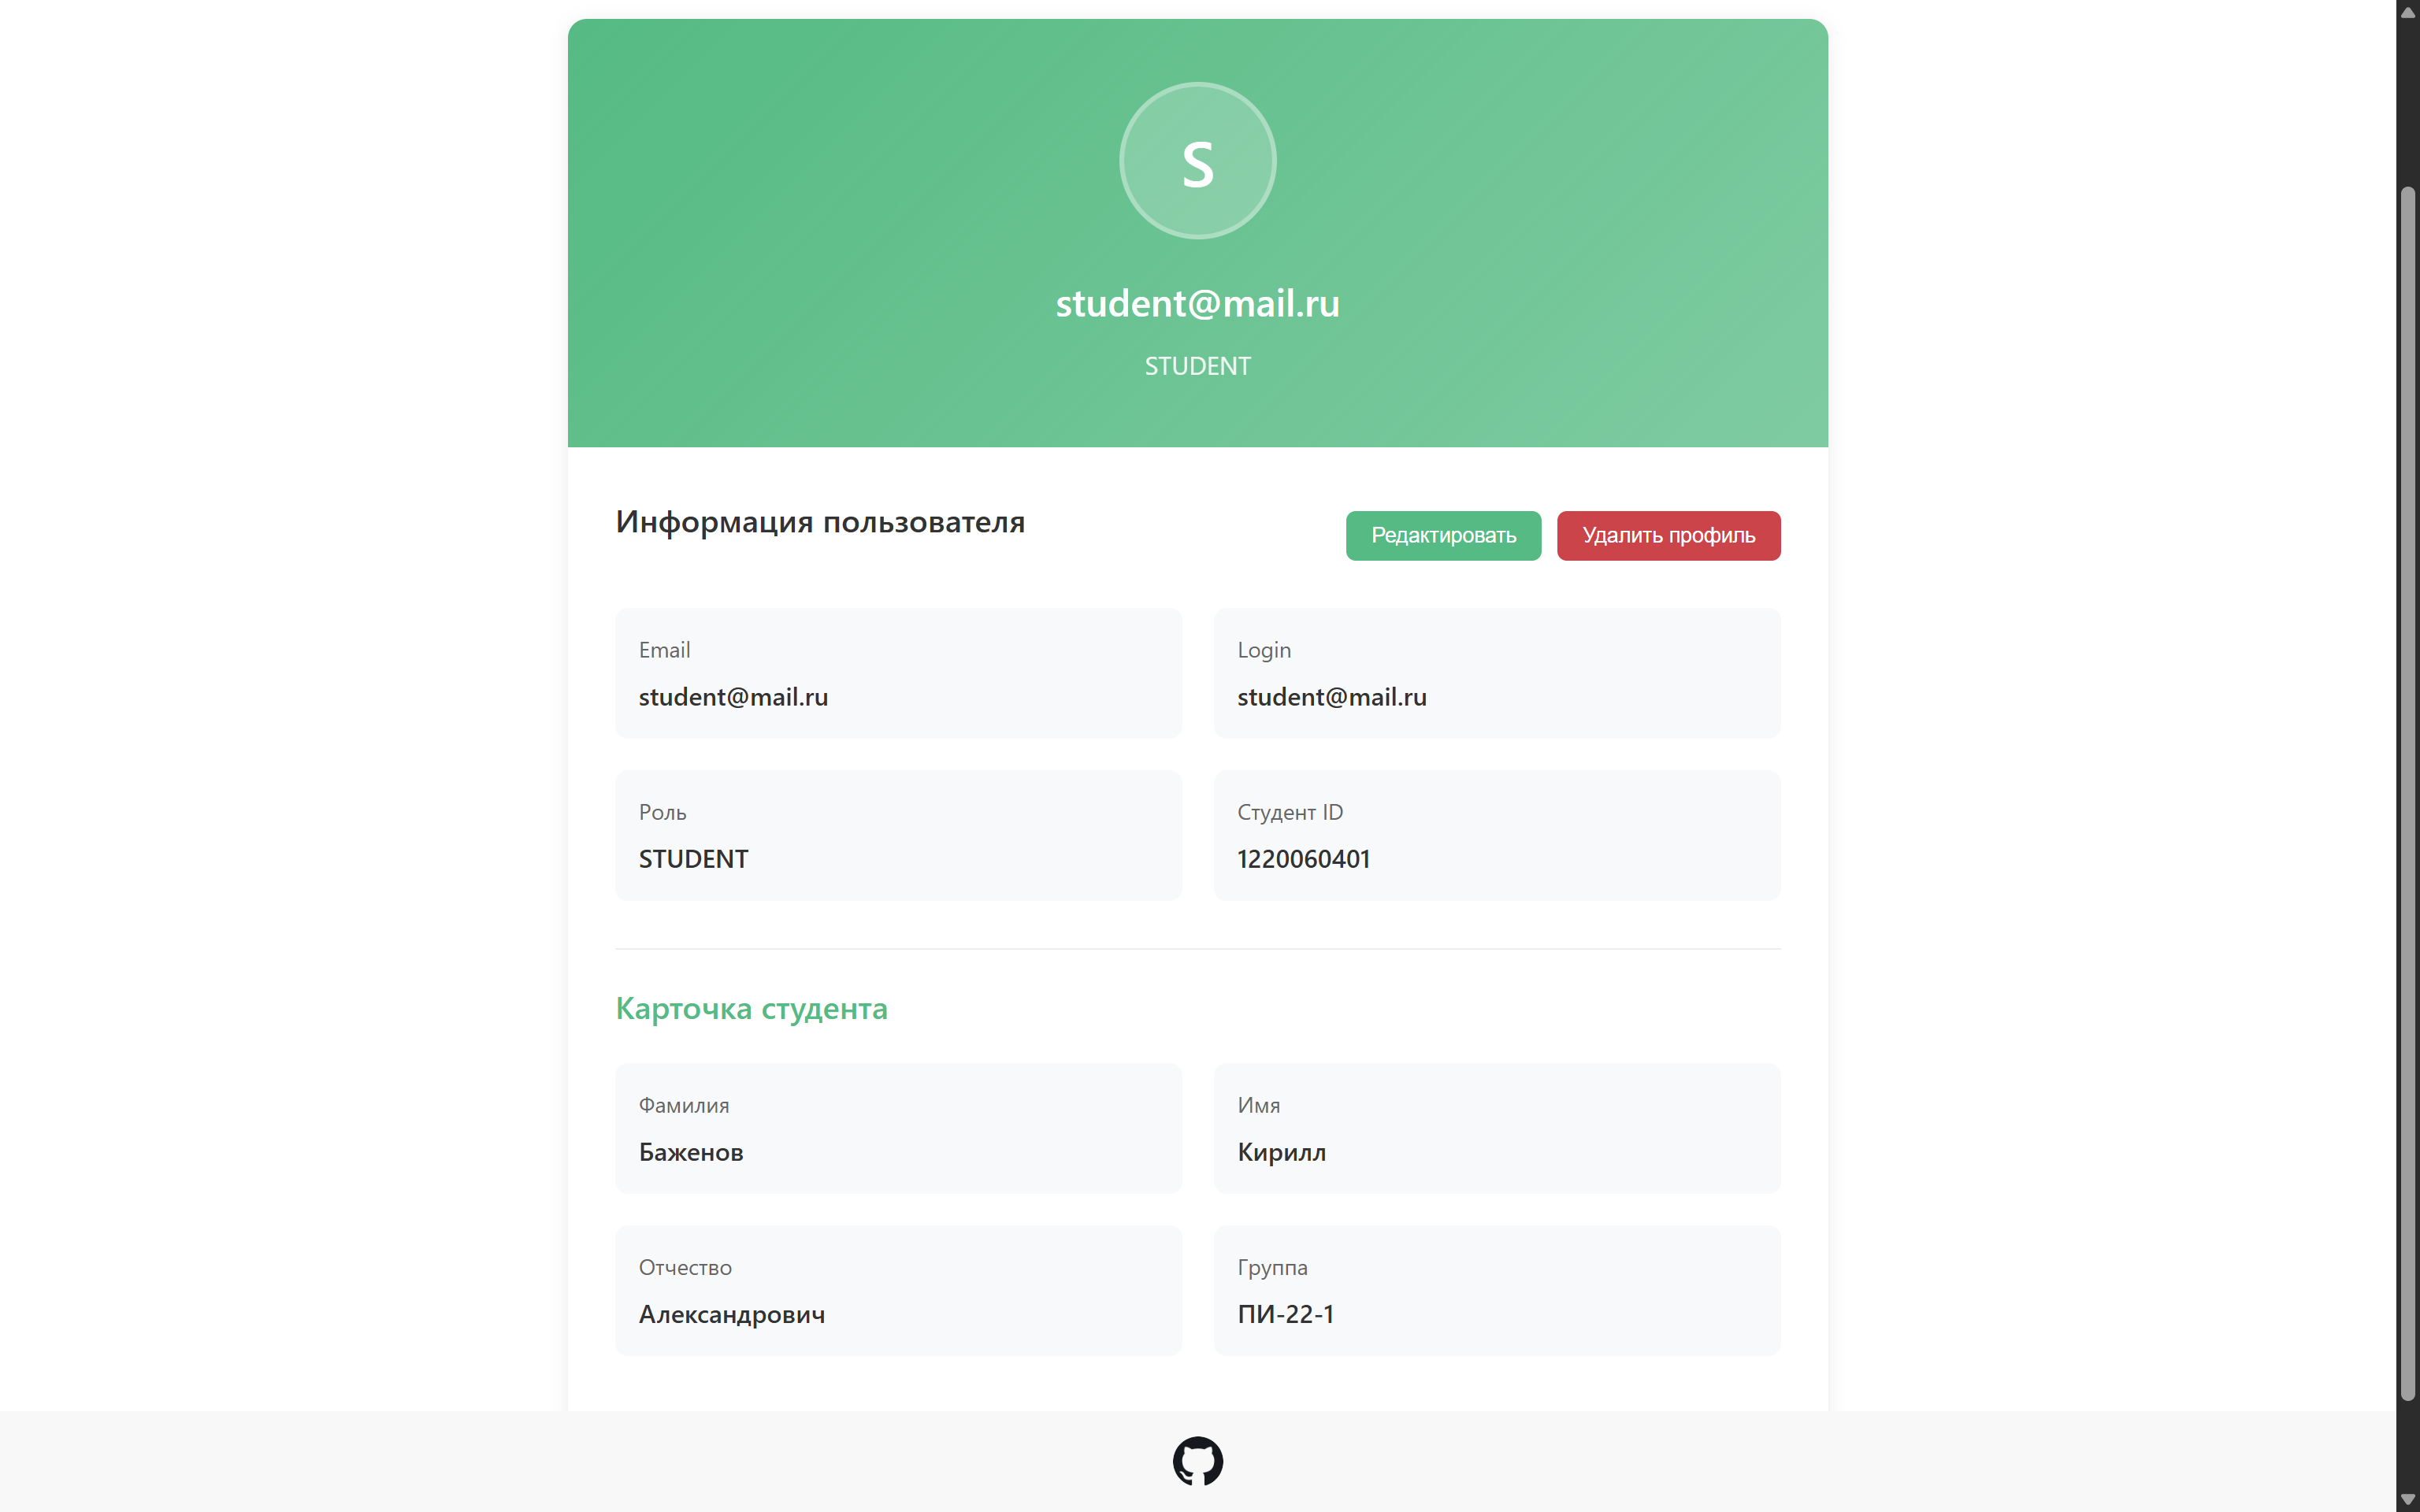 S
student@mail.ru
STUDENT
Информация пользователя
Редактировать
Удалить профиль
Email
student@mail.ru
Login
student@mail.ru
Роль
STUDENT
Студент ID
1220060401
Карточка студента
Фамилия
Баженов
Имя
Кирилл
Отчество
Александрович
Группа
ПИ-22-1